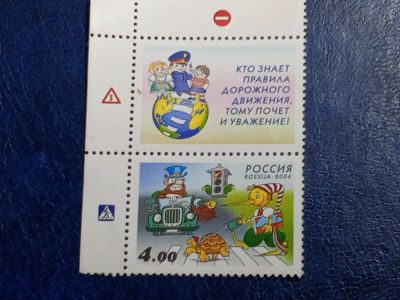 КТО ЗНАЕТ
ПРАВИЛА
ДОРОЖНОГО
ДВИЖЕНИЯ,
ТОМУ ПОЧЕТ
И УВАЖЕНИЕ!
РОССИЯ
ROSSIJA·2004
4.00